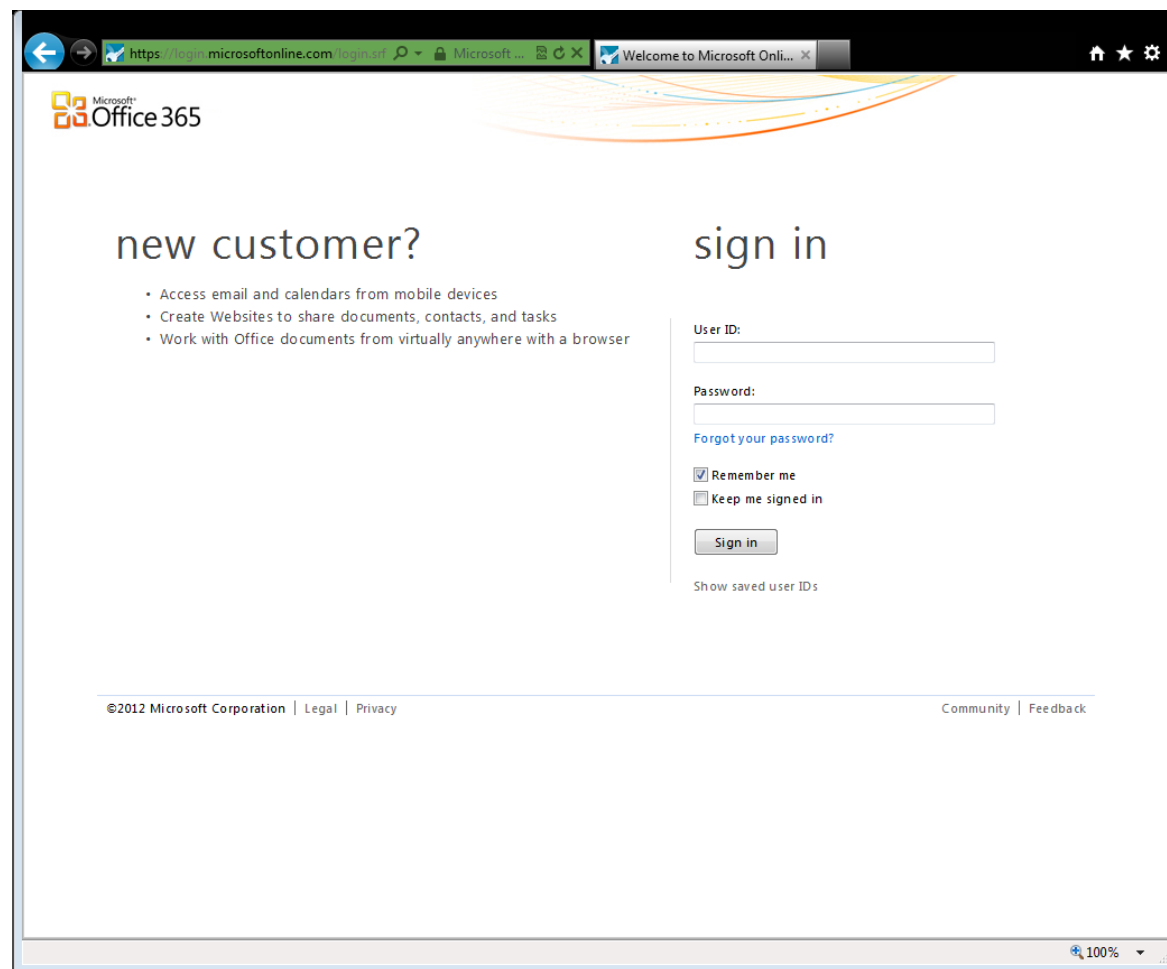 https://login.microsoftonline.com/login.srf Microsoft ... Welcome to Microsoft Onli...
Microsoft®
Office 365
new customer?
• Access email and calendars from mobile devices
• Create Websites to share documents, contacts, and tasks
• Work with Office documents from virtually anywhere with a browser
sign in
User ID:
Password:
Forgot your password?
Remember me
Keep me signed in
Sign in
Show saved user IDs
©2012 Microsoft Corporation | Legal | Privacy
Community | Feedback
100%